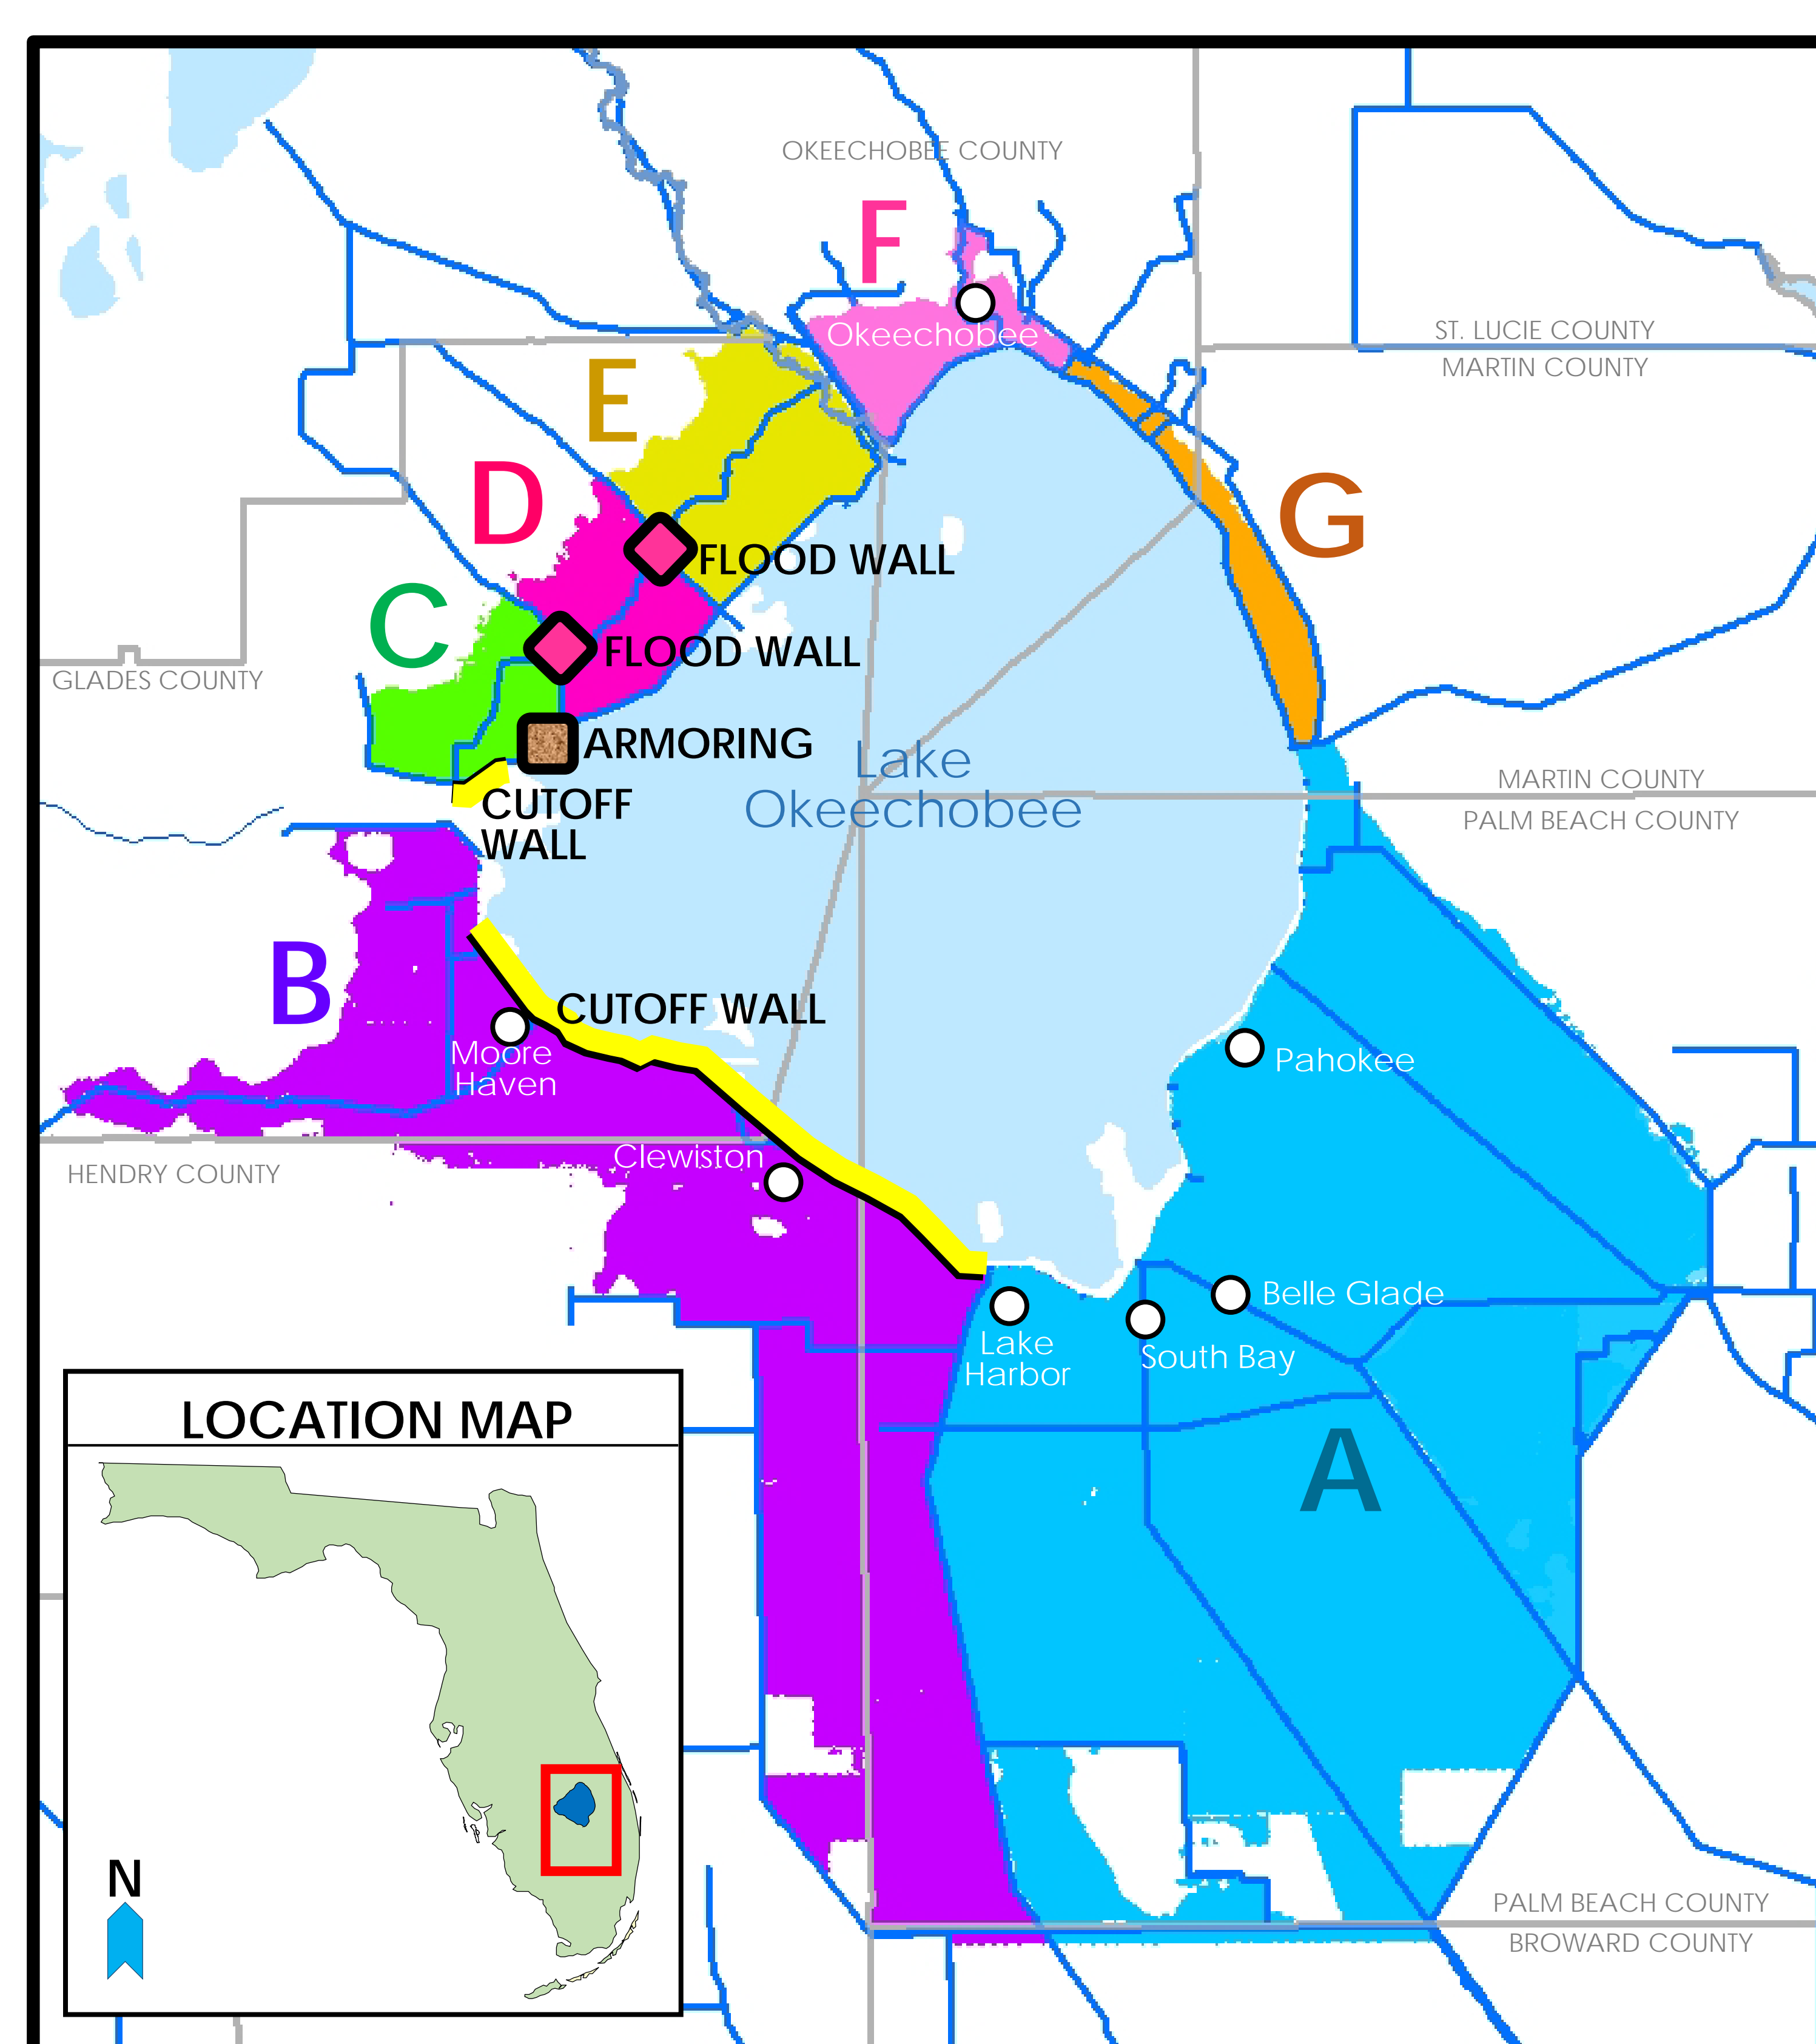 OKEECHOBEE COUNTY
F
ST. LUCIE COUNTY
Okeechobee
MARTIN COUNTY
E
D
G
FLOOD WALL
C
FLOOD WALL
GLADES COUNTY
ARMORING
Lake
Okeechobee
MARTIN COUNTY
PALM BEACH COUNTY
CUTOFF
WALL
B
CUTOFF WALL
Moore
Haven
Pahokee
Clewiston
HENDRY COUNTY
Belle Glade
Lake
Harbor
South Bay
A
LOCATION MAP
N
PALM BEACH COUNTY
BROWARD COUNTY